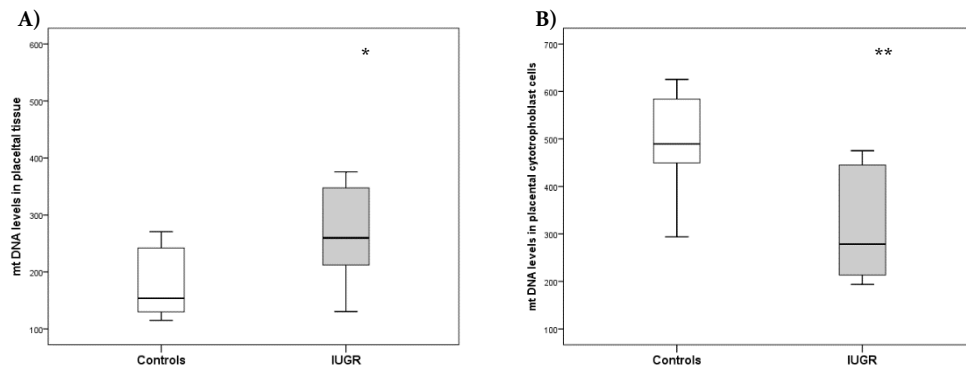 A)
mt DNA levels in placeltal tissue
600
500
400
300
200
100
*
Controls
IUGR
B)
mt DNA levels in placental cytotrophoblast cells
700
600
500
400
300
200
100
**
Controls
IUGR